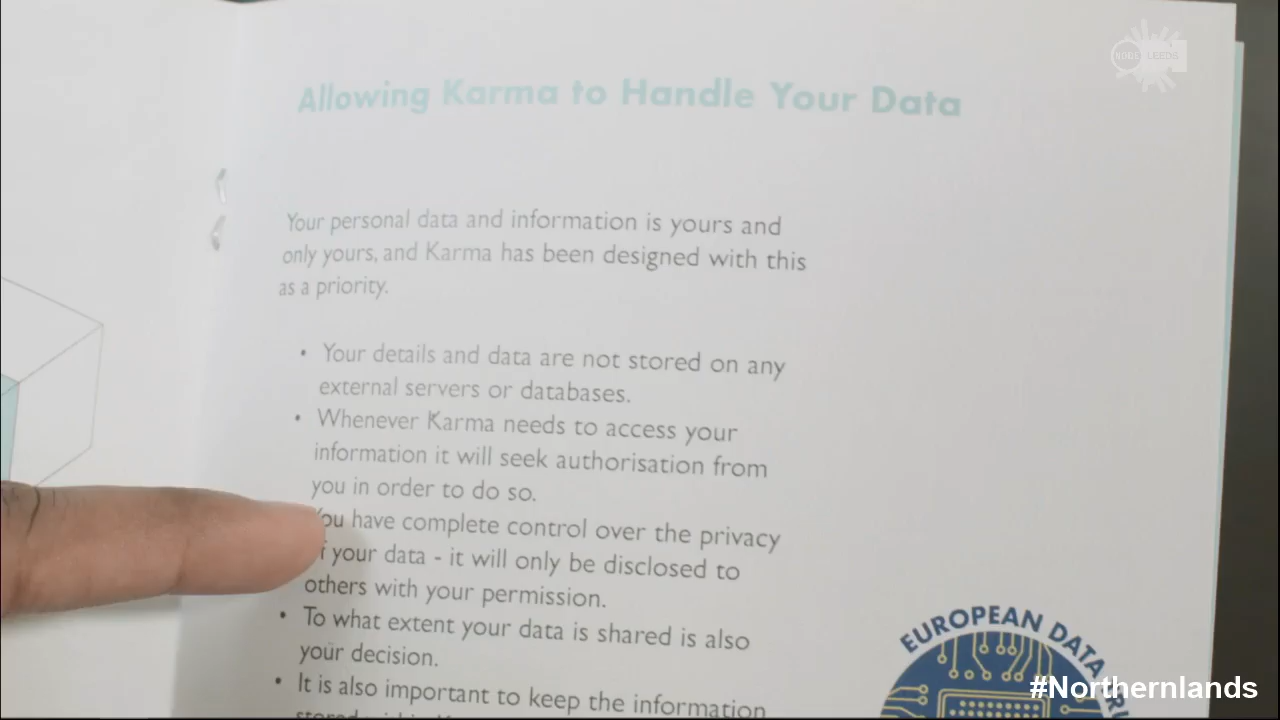 NODE LEEDS
Allowing Karma to Handle Your Data
Your personal data and information is yours and
only yours, and Karma has been designed with this
as a priority.
• Your details and data are not stored on any
external servers or databases.
• Whenever Karma needs to access your
information it will seek authorisation from
you in order to do so.
You have complete control over the privacy
of your data - it will only be disclosed to
others with your permission.
• To what extent your data is shared is also
your decision.
• It is also important to keep the information
EUROPEAN DATA
#Northernlands